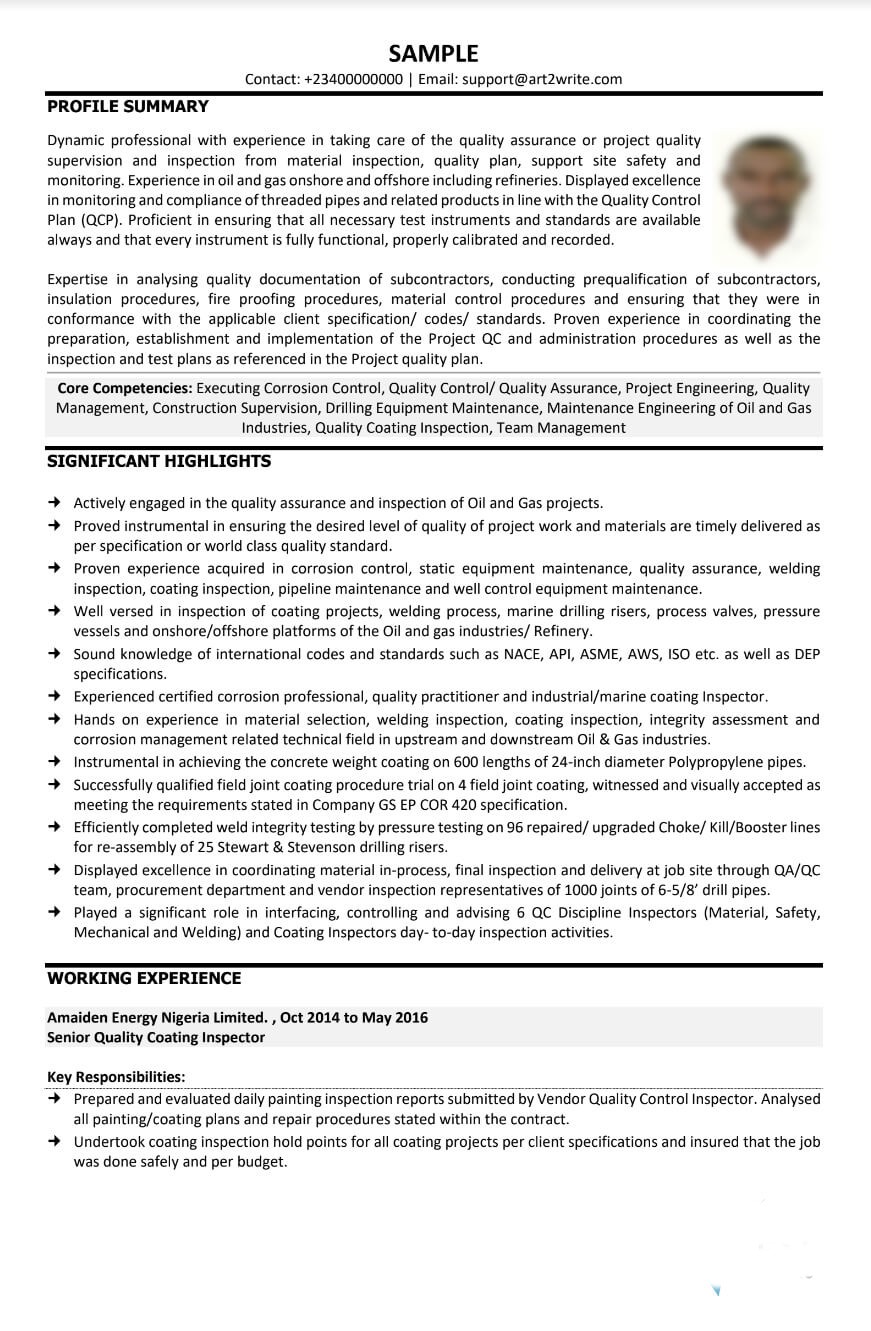 SAMPLE
Contact: +23400000000 | Email: support@art2write.com
PROFILE SUMMARY
Dynamic professional with experience in taking care of the quality assurance or project quality
supervision and inspection from material inspection, quality plan, support site safety and
monitoring. Experience in oil and gas onshore and offshore including refineries. Displayed excellence
in monitoring and compliance of threaded pipes and related products in line with the Quality Control
Plan (QCP). Proficient in ensuring that all necessary test instruments and standards are available
always and that every instrument is fully functional, properly calibrated and recorded.
Expertise in analysing quality documentation of subcontractors, conducting prequalification of subcontractors,
insulation procedures, fire proofing procedures, material control procedures and ensuring that they were in
conformance with the applicable client specification/ codes/ standards. Proven experience in coordinating the
preparation, establishment and implementation of the Project QC and administration procedures as well as the
inspection and test plans as referenced in the Project quality plan.
Core Competencies: Executing Corrosion Control, Quality Control/ Quality Assurance, Project Engineering, Quality
Management, Construction Supervision, Drilling Equipment Maintenance, Maintenance Engineering of Oil and Gas
Industries, Quality Coating Inspection, Team Management
SIGNIFICANT HIGHLIGHTS
➔ Actively engaged in the quality assurance and inspection of Oil and Gas projects.
➔ Proved instrumental in ensuring the desired level of quality of project work and materials are timely delivered as
per specification or world class quality standard.
➔ Proven experience acquired in corrosion control, static equipment maintenance, quality assurance, welding
inspection, coating inspection, pipeline maintenance and well control equipment maintenance.
➔ Well versed in inspection of coating projects, welding process, marine drilling risers, process valves, pressure
vessels and onshore/offshore platforms of the Oil and gas industries/ Refinery.
➔ Sound knowledge of international codes and standards such as NACE, API, ASME, AWS, ISO etc. as well as DEP
specifications.
➔ Experienced certified corrosion professional, quality practitioner and industrial/marine coating Inspector.
➔ Hands on experience in material selection, welding inspection, coating inspection, integrity assessment and
corrosion management related technical field in upstream and downstream Oil & Gas industries.
➔ Instrumental in achieving the concrete weight coating on 600 lengths of 24-inch diameter Polypropylene pipes.
➔ Successfully qualified field joint coating procedure trial on 4 field joint coating, witnessed and visually accepted as
meeting the requirements stated in Company GS EP COR 420 specification.
➔ Efficiently completed weld integrity testing by pressure testing on 96 repaired/ upgraded Choke/ Kill/Booster lines
for re-assembly of 25 Stewart & Stevenson drilling risers.
➔ Displayed excellence in coordinating material in-process, final inspection and delivery at job site through QA/QC
team, procurement department and vendor inspection representatives of 1000 joints of 6-5/8’ drill pipes.
➔ Played a significant role in interfacing, controlling and advising 6 QC Discipline Inspectors (Material, Safety,
Mechanical and Welding) and Coating Inspectors day- to-day inspection activities.
WORKING EXPERIENCE
Amaiden Energy Nigeria Limited. , Oct 2014 to May 2016
Senior Quality Coating Inspector
Key Responsibilities:
➔ Prepared and evaluated daily painting inspection reports submitted by Vendor Quality Control Inspector. Analysed
all painting/coating plans and repair procedures stated within the contract.
➔ Undertook coating inspection hold points for all coating projects per client specifications and insured that the job
was done safely and per budget.